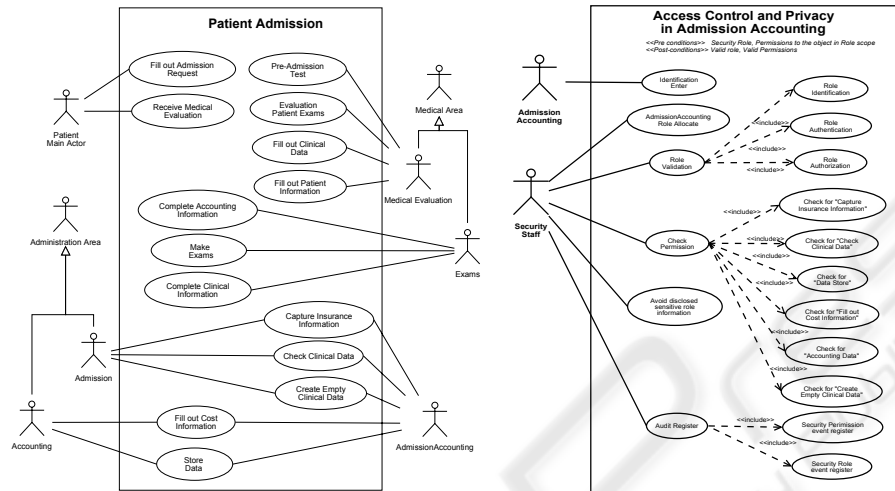 Patient Admission
Fill out Admission
Request
Pre-Admission
Test
Medical Area
Receive Medical
Evaluation
Evaluation
Patient Exams
Patient
Main Actor
Fill out Clinical
Data
Fill out Patient
Information
Medical Evaluation
Complete Accounting
Information
Administration Area
Make
Exams
Exams
Complete Clinical
Information
Capture Insurance
Information
Admission
Check Clinical Data
Create Empty
Clinical Data
Accounting
Fill out Cost
Information
AdmissionAccounting
Store
Data
Access Control and Privacy
in Admission Accounting
<<Pre conditions>> Security Role, Permissions to the object in Role scope
<<Post-conditions>> Valid role, Valid Permissions
Admission
Accounting
Identification
Enter
Role
Identification
AdmissionAccounting
Role Allocate
<<include>>
Role
Authentication
Role
Validation
<<include>>
<<include>>
Role
Authorization
Security
Staff
Check for "Capture
Insurance Information"
<<include>>
Check
Permission
<<include>>
Check for "Check
Clinical Data"
<<include>>
Check for
"Data Store"
Avoid disclosed
sensitive role
information
<<include>>
Check for "Fill out
Cost Information"
<<include>>
Check for
"Accounting Data"
<<include>>
Check for "Create
Empty Clinical Data"
Audit Register
<<include>>
Security Perimission
event register
<<include>>
Security Role
event register